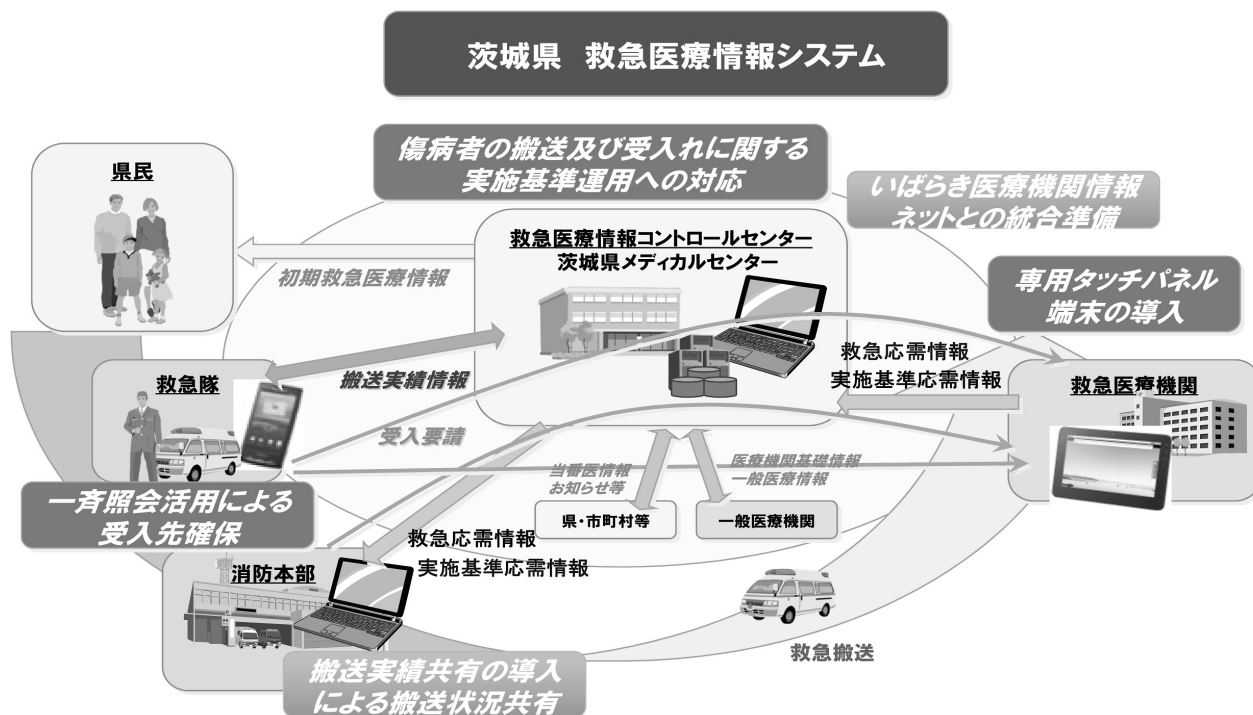 茨城県 救急医療情報システム
傷病者の搬送及び受入れに関する
実施基準運用への対応
県民
いばらき医療機関情報
ネットとの統合準備
救急医療情報コントロールセンター
茨城県メディカルセンター
初期救急医療情報
専用タッチパネル
端末の導入
救急応需情報
実施基準応需情報
救急隊
搬送実績情報
救急医療機関
受入要請
当番医情報
お知らせ等
医療機関基礎情報
一般医療情報
一斉照会活用による
受入先確保
県・市町村等
一般医療機関
救急応需情報
実施基準応需情報
消防本部
救急搬送
搬送実績共有の導入
による搬送状況共有